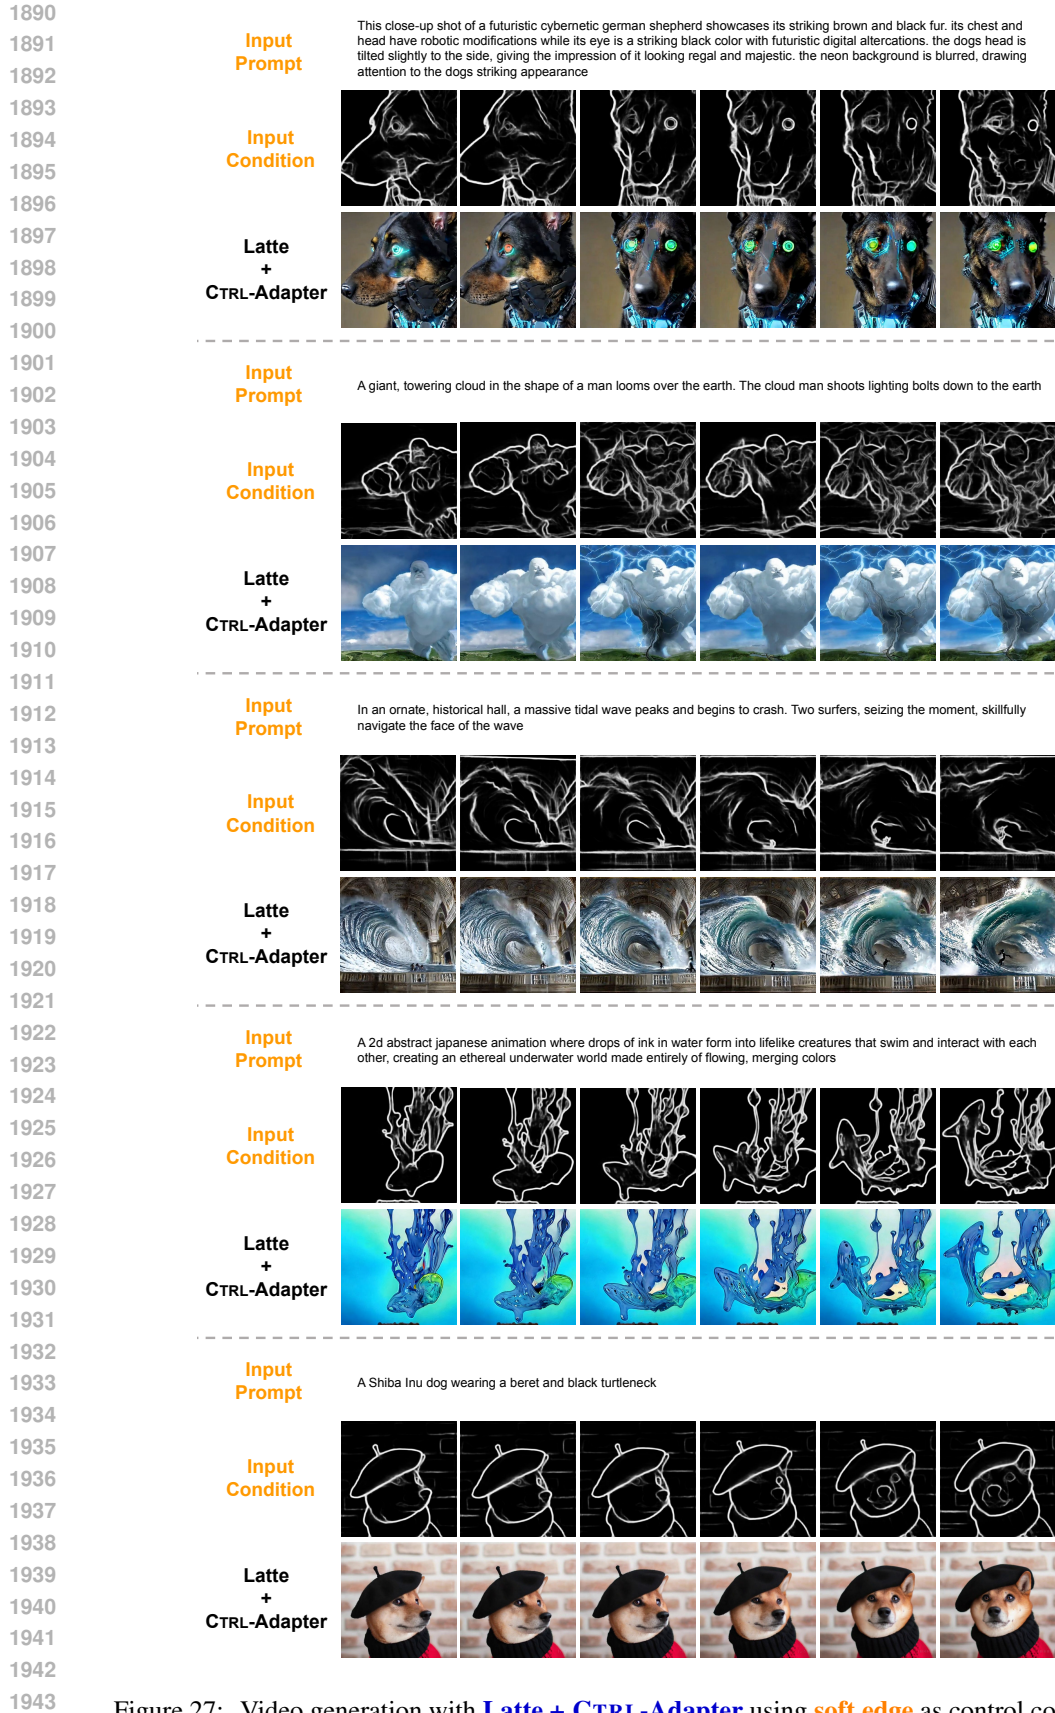 1890
1891
1892
1893
1894
1895
1896
1897
1898
1899
1900
1901
1902
1903
1904
1905
1906
1907
1908
1909
1910
1911
1912
1913
1914
1915
1916
1917
1918
1919
1920
1921
1922
1923
1924
1925
1926
1927
1928
1929
1930
1931
1932
1933
1934
1935
1936
1937
1938
1939
1940
1941
1942
1943
Input
Prompt
This close-up shot of a futuristic cybernetic german shepherd showcases its striking brown and black fur. its chest and
head have robotic modifications while its eye is a striking black color with futuristic digital altercations. the dogs head is
tilted slightly to the side, giving the impression of it looking regal and majestic. the neon background is blurred, drawing
attention to the dogs striking appearance
Input
Condition
Latte
+
CTRL-Adapter
Input
Prompt
A giant, towering cloud in the shape of a man looms over the earth. The cloud man shoots lighting bolts down to the earth
Input
Condition
Latte
+
CTRL-Adapter
Input
Prompt
In an ornate, historical hall, a massive tidal wave peaks and begins to crash. Two surfers, seizing the moment, skillfully
navigate the face of the wave
Input
Condition
Latte
+
CTRL-Adapter
Input
Prompt
A 2d abstract japanese animation where drops of ink in water form into lifelike creatures that swim and interact with each
other, creating an ethereal underwater world made entirely of flowing, merging colors
Input
Condition
Latte
+
CTRL-Adapter
Input
Prompt
A Shiba Inu dog wearing a beret and black turtleneck
Input
Condition
Latte
+
CTRL-Adapter
Figure 27: Video generation with Latte + CTRL-Adapter using soft edge as control co